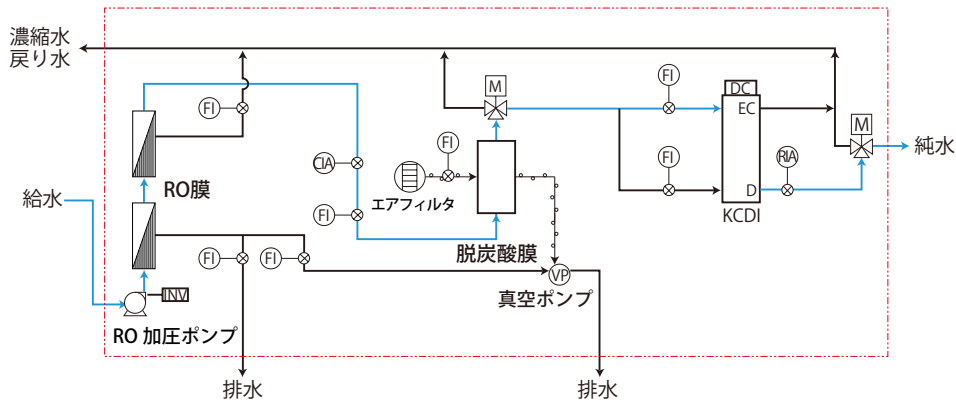 濃縮水
戻り水
M
FI
DC
FI
EC
M
純水
CIA
FI
FI
RIA
RO膜
エアフィルタ
D
給水
FI
KCDI
脱炭酸膜
FI
FI
VP
真空ポンプ
INV
RO 加圧ポンプ
排水
排水